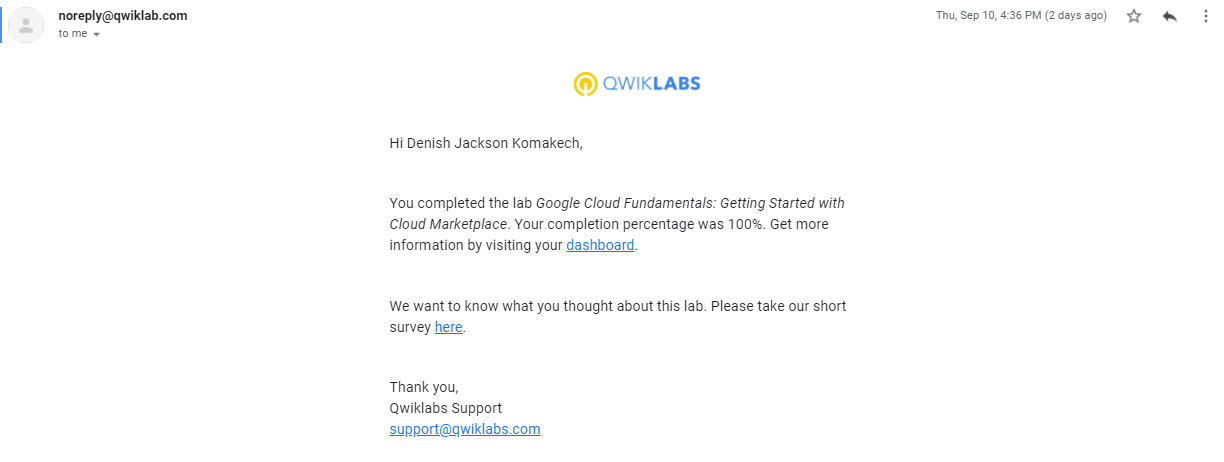 noreply@qwiklab.com
Thu, Sep 10, 4:36 PM (2 days ago)
to me
QWIKLABS
Hi Denish Jackson Komakech,
You completed the lab Google Cloud Fundamentals: Getting Started with
Cloud Marketplace. Your completion percentage was 100%. Get more
information by visiting your dashboard.
We want to know what you thought about this lab. Please take our short
survey here.
Thank you,
Qwiklabs Support
support@qwiklabs.com